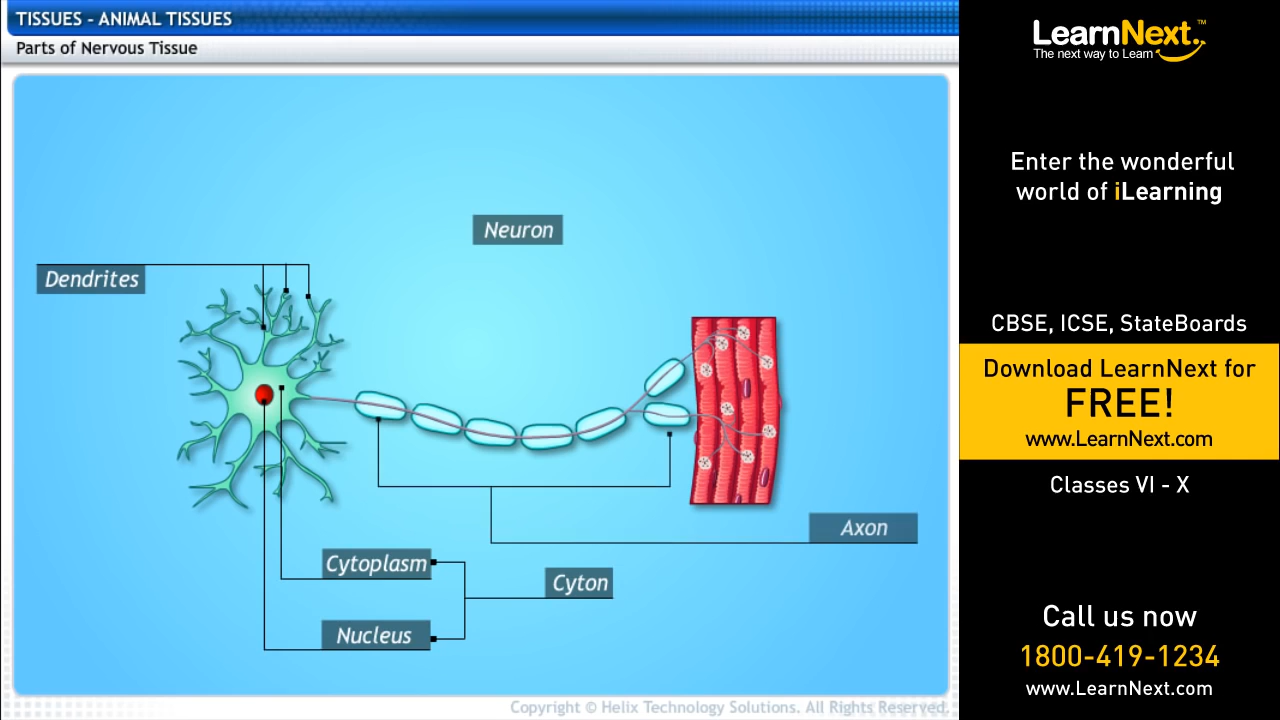 TISSUES - ANIMAL TISSUES
Parts of Nervous Tissue
Neuron
Dendrites
Axon
Cytoplasm
Cyton
Nucleus
Copyright © Helix Technology Solutions. All Rights Reserved.
LearnNext.™
The next way to Learn
Enter the wonderful
world of iLearning
CBSE, ICSE, StateBoards
Download LearnNext for
FREE!
www.LearnNext.com
Classes VI - X
Call us now
1800-419-1234
www.LearnNext.com